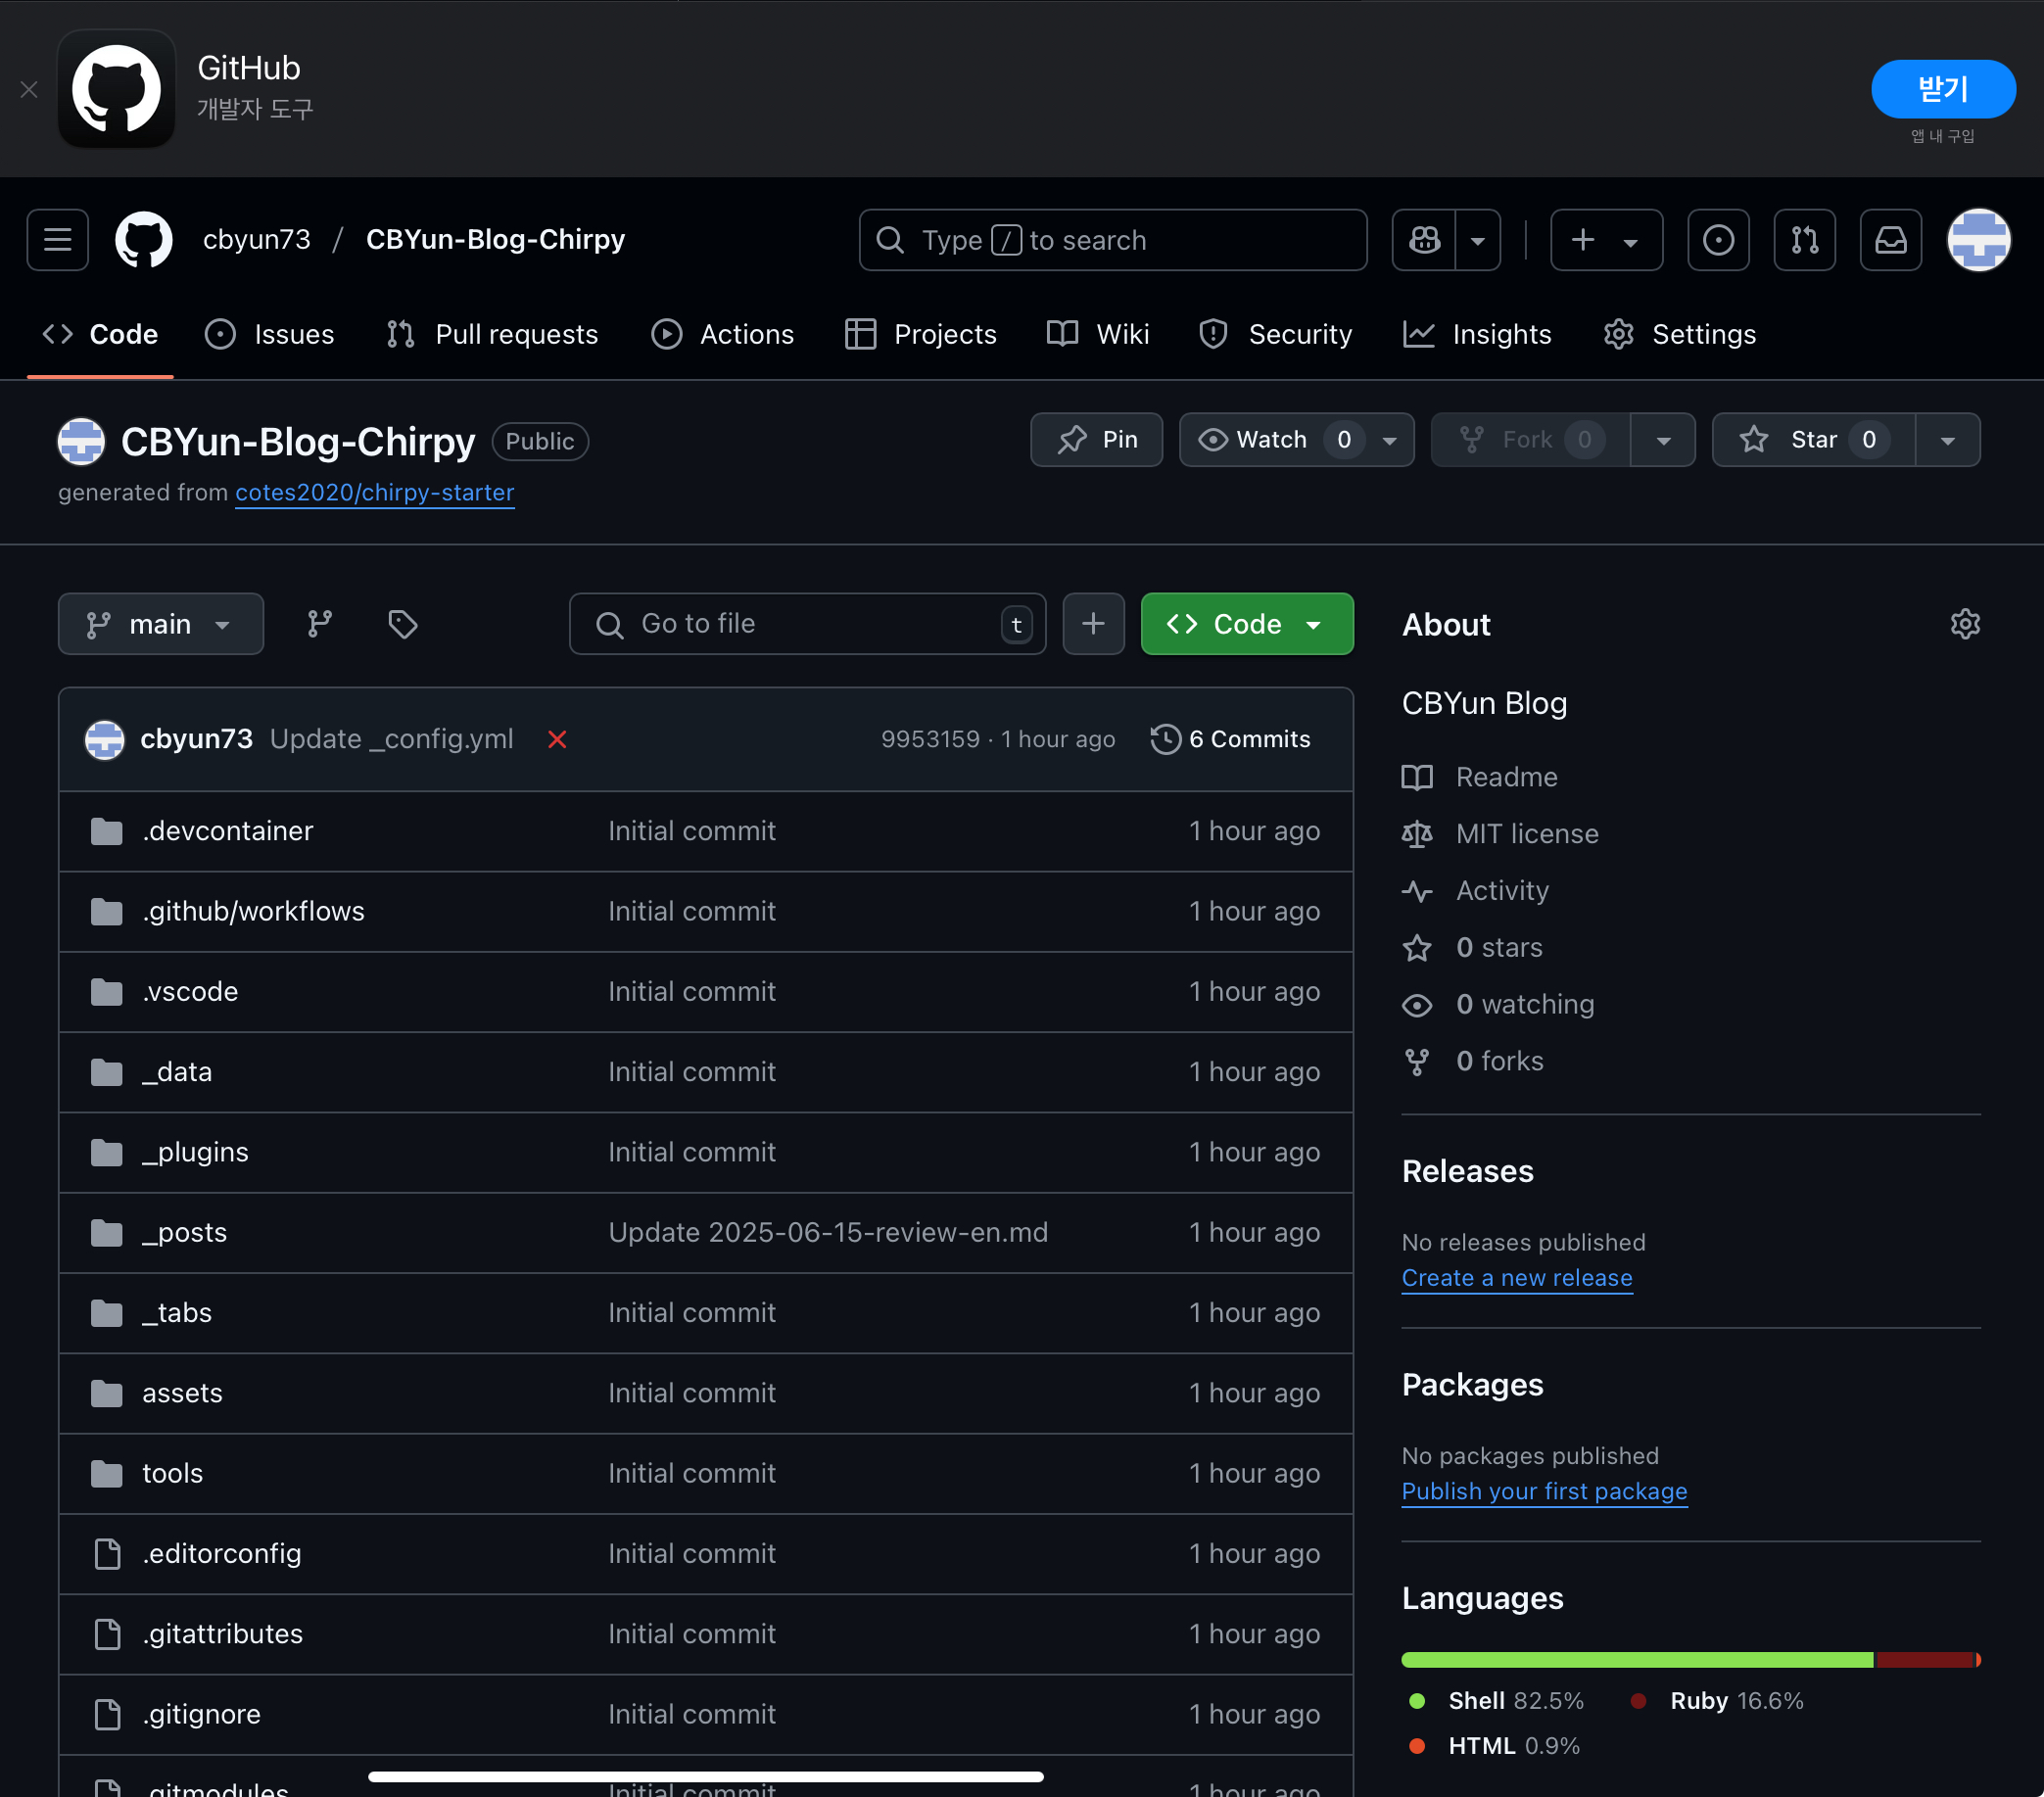 GitHub
개발자 도구
받기
앱 내 구입
cbyun73 / CBYun-Blog-Chirpy
Type / to search
Code
Issues
Pull requests
Actions
Projects
Wiki
Security
Insights
Settings
CBYun-Blog-Chirpy Public
Pin
Watch 0
Fork 0
Star 0
generated from cotes2020/chirpy-starter
main
Go to file t
Code
cbyun73 Update _config.yml 9953159 · 1 hour ago 6 Commits
.devcontainer Initial commit 1 hour ago
.github/workflows Initial commit 1 hour ago
.vscode Initial commit 1 hour ago
_data Initial commit 1 hour ago
_plugins Initial commit 1 hour ago
_posts Update 2025-06-15-review-en.md 1 hour ago
_tabs Initial commit 1 hour ago
assets Initial commit 1 hour ago
tools Initial commit 1 hour ago
.editorconfig Initial commit 1 hour ago
.gitattributes Initial commit 1 hour ago
.gitignore Initial commit 1 hour ago
.gitmodules Initial commit 1 hour ago
About
CBYun Blog
Readme
MIT license
Activity
0 stars
0 watching
0 forks
Releases
No releases published
Create a new release
Packages
No packages published
Publish your first package
Languages
Shell 82.5%
Ruby 16.6%
HTML 0.9%